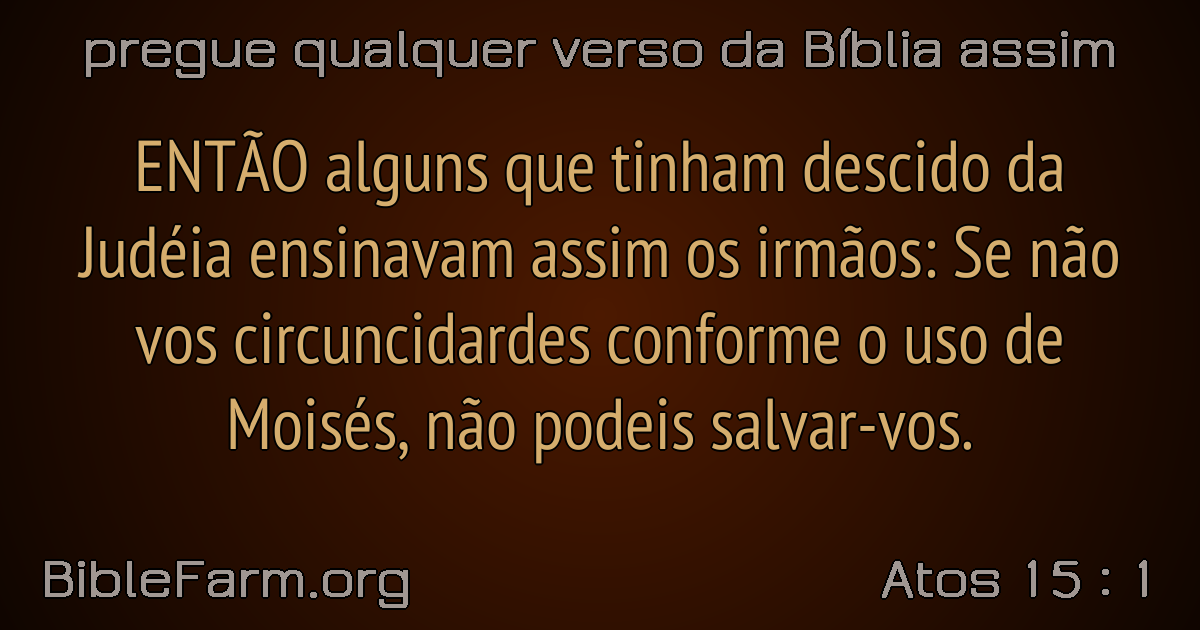 pregue qualquer verso da Bíblia assim
ENTÃO alguns que tinham descido da
Judéia ensinavam assim os irmãos: Se não
vos circuncidardes conforme o uso de
Moisés, não podeis salvar-vos.
BibleFarm.org
Atos 15 : 1